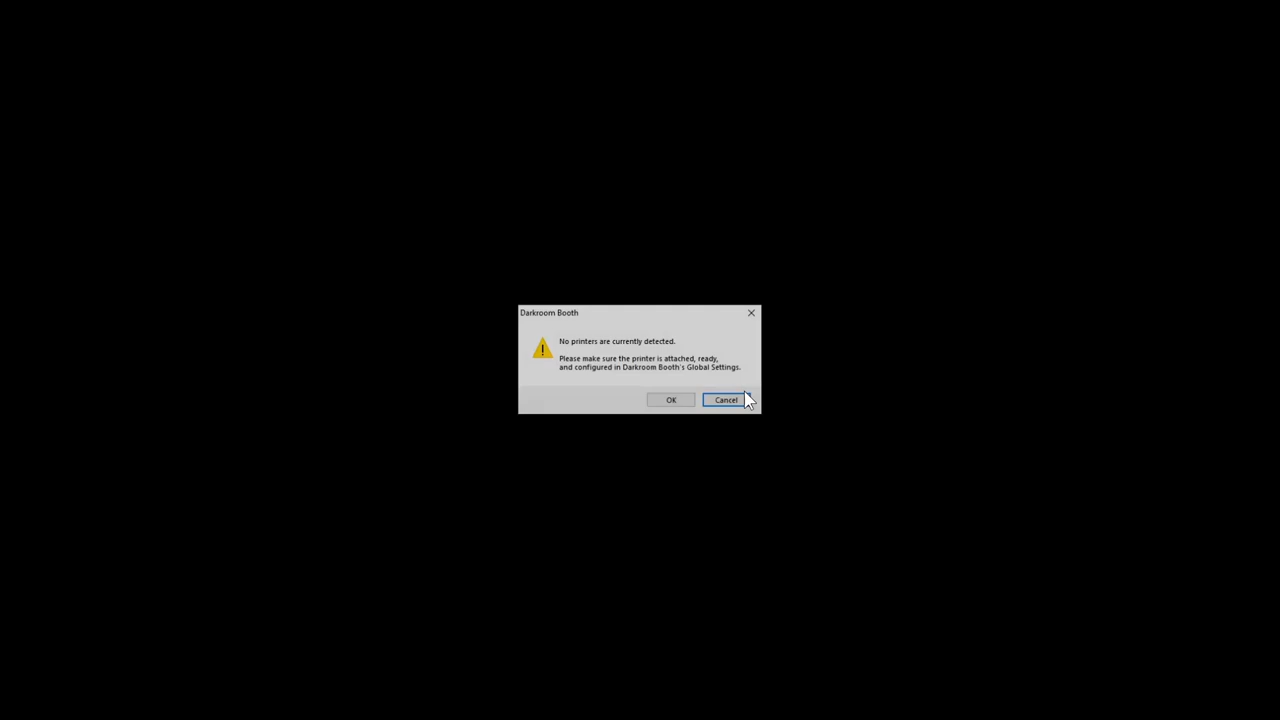 Darkroom Booth
No printers are currently detected.
Please make sure the printer is attached, ready,
and configured in Darkroom Booth's Global Settings.
OK
Cancel